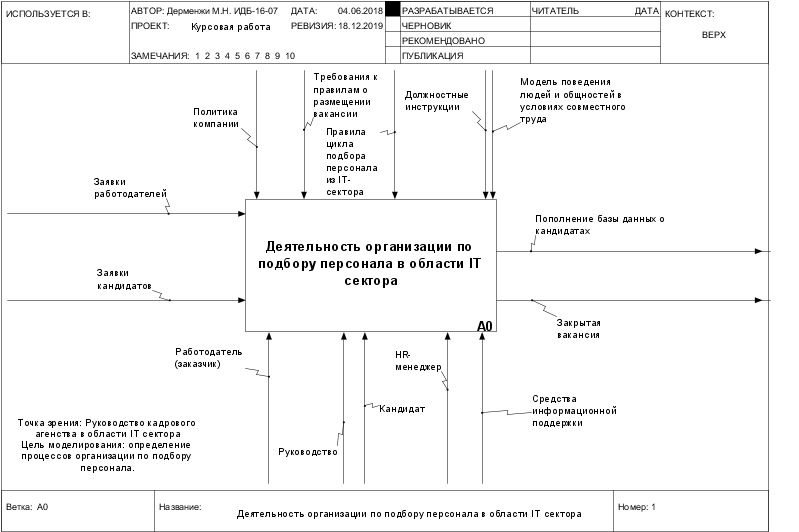 ИСПОЛЬЗУЕТСЯ В:
АВТОР: Дерменжи М.Н. ИДБ-16-07
ДАТА: 04.06.2018
РАЗРАБАТЫВАЕТСЯ
ЧИТАТЕЛЬ
ДАТА
КОНТЕКСТ:
ПРОЕКТ: Курсовая работа
РЕВИЗИЯ: 18.12.2019
ЧЕРНОВИК
РЕКОМЕНДОВАНО
ВЕРХ
ЗАМЕЧАНИЯ: 1 2 3 4 5 6 7 8 9 10
ПУБЛИКАЦИЯ
Политика
компании
Требования к
правилам о
размещении
вакансии
Правила
цикла
подбора
персонала
из IT-
сектора
Должностные
инструкции
Модель поведения
людей и общностей в
условиях совместного
труда
Заявки
работодателей
Заявки
кандидатов
Деятельность организации по
подбору персонала в области IT
сектора
A0
Пополнение базы данных о
кандидатах
Закрытая
вакансия
Работодатель
(заказчик)
Руководство
Кандидат
HR-
менеджер
Средства
информационной
поддержки
Точка зрения: Руководство кадрового
агенства в области IT сектора
Цель моделирования: определение
процессов организации по подбору
персонала.
Ветка: A0
Название:
Деятельность организации по подбору персонала в области IT сектора
Номер: 1